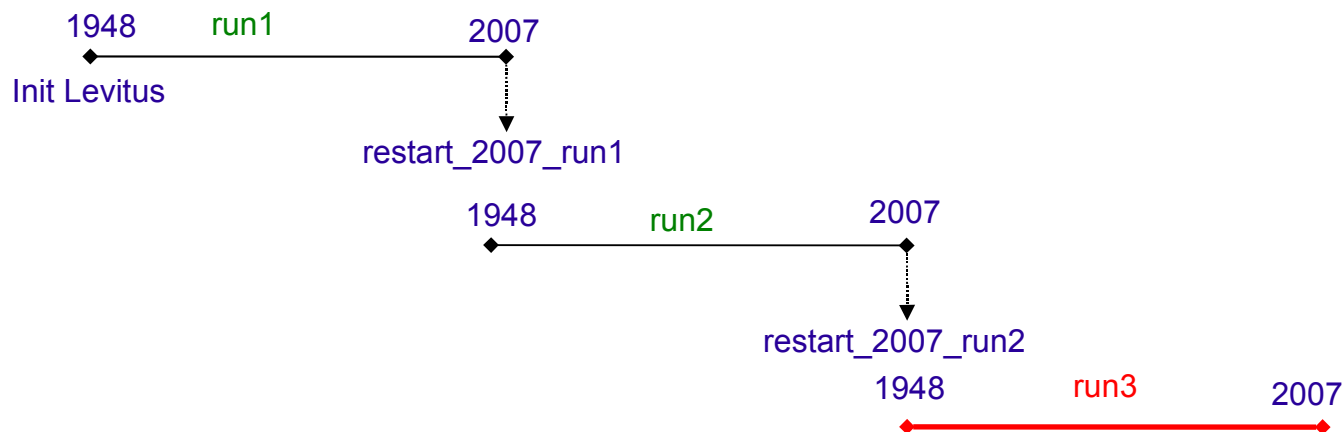 1948 run1 2007
Init Levitus
restart_2007_run1
1948 run2 2007
restart_2007_run2
1948 run3 2007